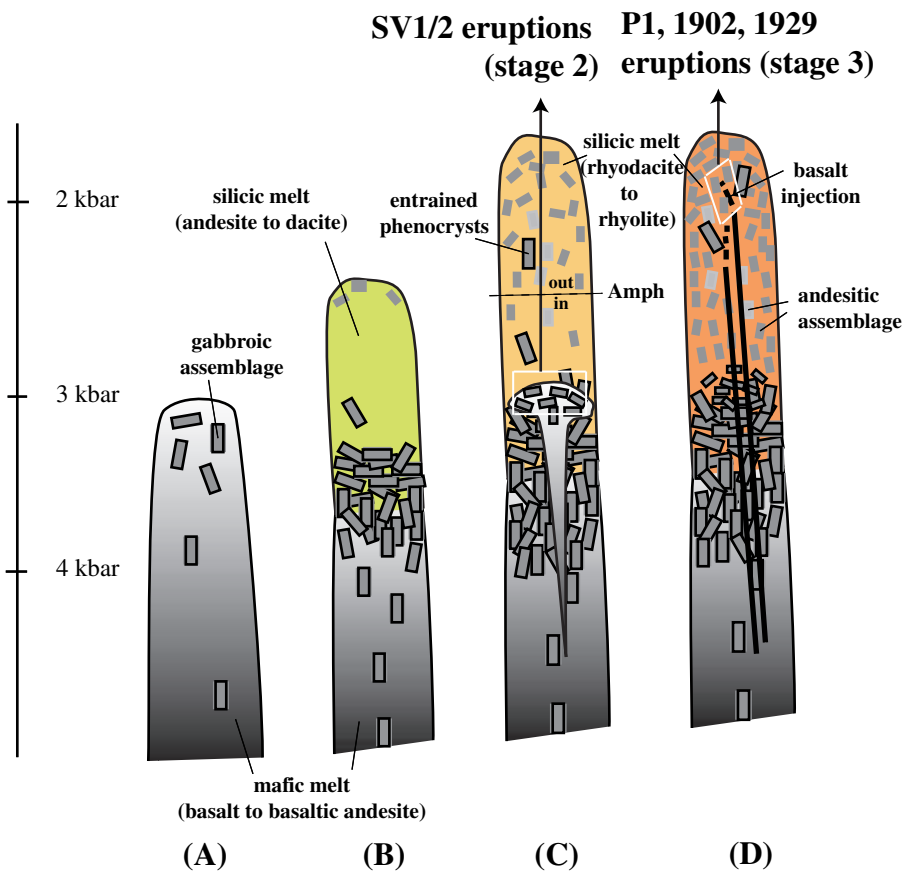 SV1/2 eruptions
(stage 2)
P1, 1902, 1929
eruptions (stage 3)
2 kbar
3 kbar
4 kbar
silicic melt
(andesite to dacite)
gabbroic
assemblage
entrained
phenocrysts
silicic melt
(rhyodacite
to
rhyolite)
basalt
injection
out
in
Amph
andesitic
assemblage
mafic melt
(basalt to basaltic andesite)
(A)
(B)
(C)
(D)